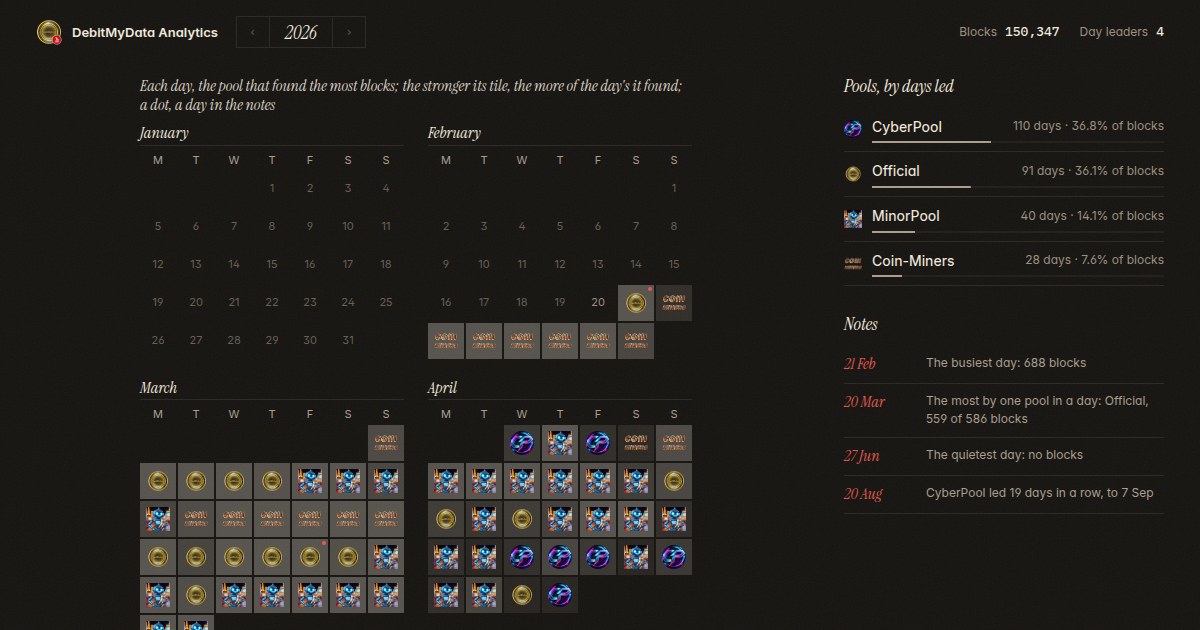 DebitMyData Analytics ‹ 2026 ›
Blocks 150,347 Day leaders 4
Each day, the pool that found the most blocks; the stronger its tile, the more of the day's it found;
a dot, a day in the notes
January
M T W T F S S
1 2 3 4
5 6 7 8 9 10 11
12 13 14 15 16 17 18
19 20 21 22 23 24 25
26 27 28 29 30 31
February
M T W T F S S
1
2 3 4 5 6 7 8
9 10 11 12 13 14 15
16 17 18 19 20
March
M T W T F S S
April
M T W T F S S
Pools, by days led
CyberPool 110 days · 36.8% of blocks
Official 91 days · 36.1% of blocks
MinorPool 40 days · 14.1% of blocks
Coin-Miners 28 days · 7.6% of blocks
Notes
21 Feb The busiest day: 688 blocks
20 Mar The most by one pool in a day: Official,
559 of 586 blocks
27 Jun The quietest day: no blocks
20 Aug CyberPool led 19 days in a row, to 7 Sep